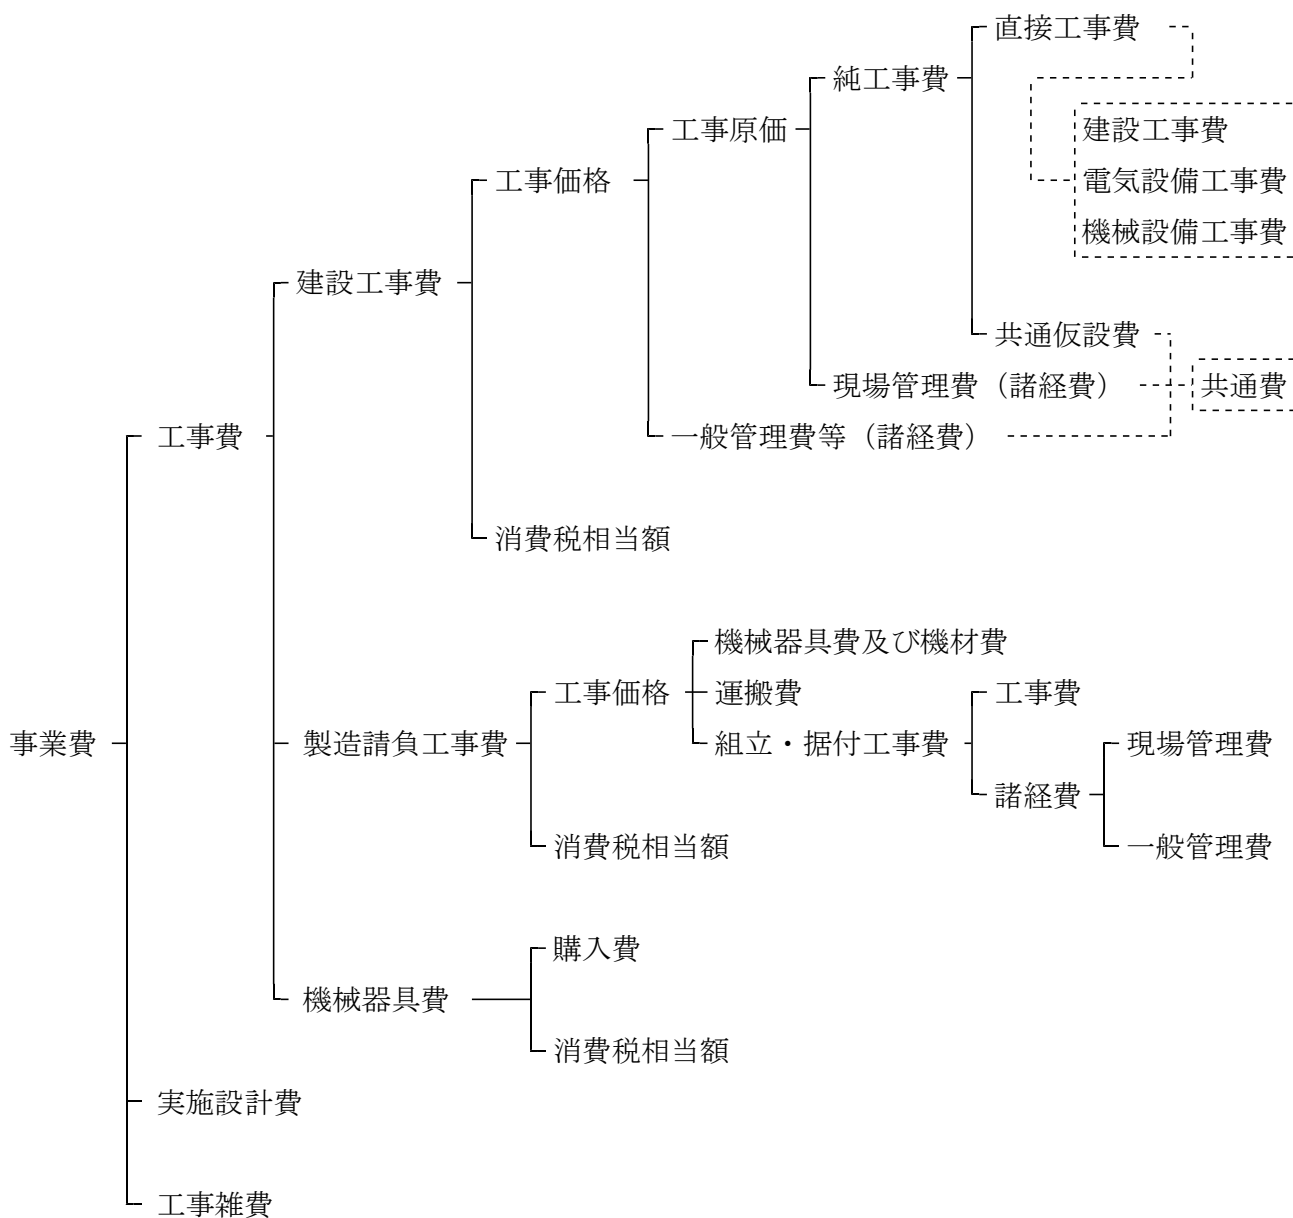 直接工事費
純工事費
工事原価
建設工事費
工事価格
電気設備工事費
機械設備工事費
建設工事費
共通仮設費
現場管理費（諸経費）
共通費
工事費
一般管理費等（諸経費）
消費税相当額
機械器具費及び機材費
工事価格
運搬費
工事費
事業費
製造請負工事費
組立・据付工事費
現場管理費
諸経費
消費税相当額
一般管理費
購入費
機械器具費
消費税相当額
実施設計費
工事雑費